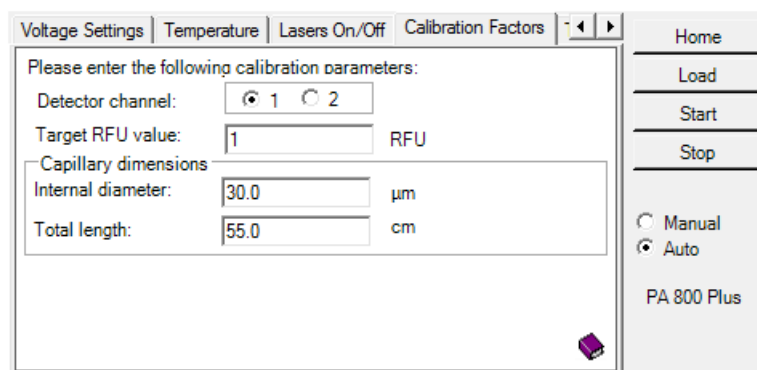 Voltage Settings Temperature Lasers On/Off Calibration Factors
Please enter the following calibration parameters:
Detector channel: 1 2
Target RFU value: 1 RFU
Capillary dimensions
Internal diameter: 30.0 µm
Total length: 55.0 cm
Home
Load
Start
Stop
Manual
Auto
PA 800 Plus